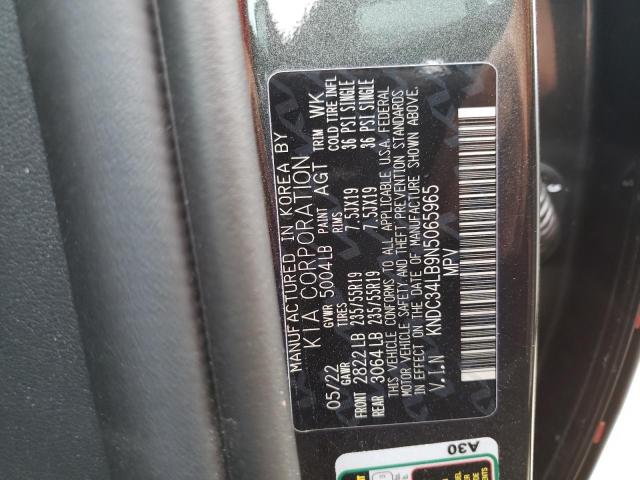 MANUFACTURED IN KOREA BY
KIA CORPORATION
05/22 GVWR 5004LB PAINT AGT TRIM WK
GAWR TIRES RIMS COLD TIRE INFL
FRONT 2822LB 235/55R19 7.5JX19 36 PSI SINGLE
REAR 3064LB 235/55R19 7.5JX19 36 PSI SINGLE
THIS VEHICLE CONFORMS TO ALL APPLICABLE U.S.A. FEDERAL
MOTOR VEHICLE SAFETY AND THEFT PREVENTION STANDARDS
IN EFFECT ON THE DATE OF MANUFACTURE SHOWN ABOVE.
V.I.N KNDC34LB9N5065965
MPV
A30